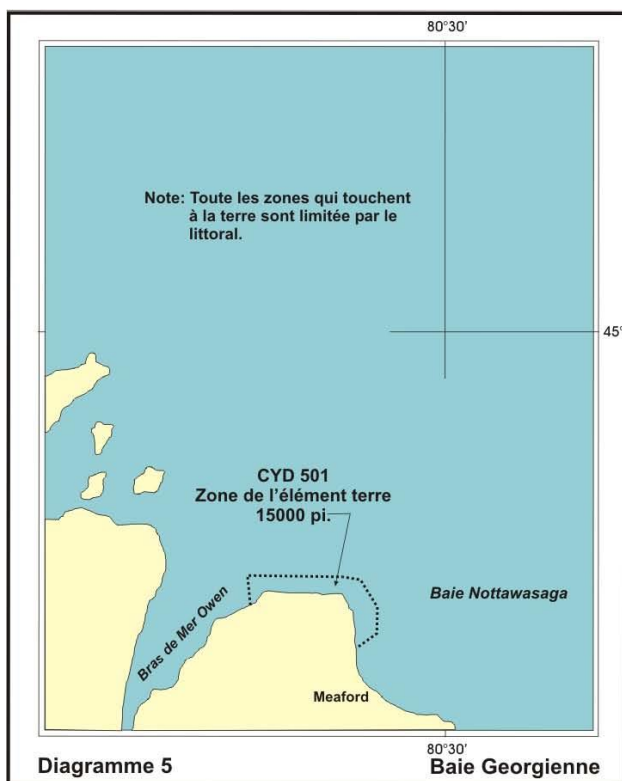 80°30'
Note: Toute les zones qui touchent
à la terre sont limitée par le
littoral.
45°
CYD 501
Zone de l'élément terre
15000 pi.
Baie Nottawasaga
Bras de Mer Owen
Meaford
80°30'
Diagramme 5
Baie Georgienne